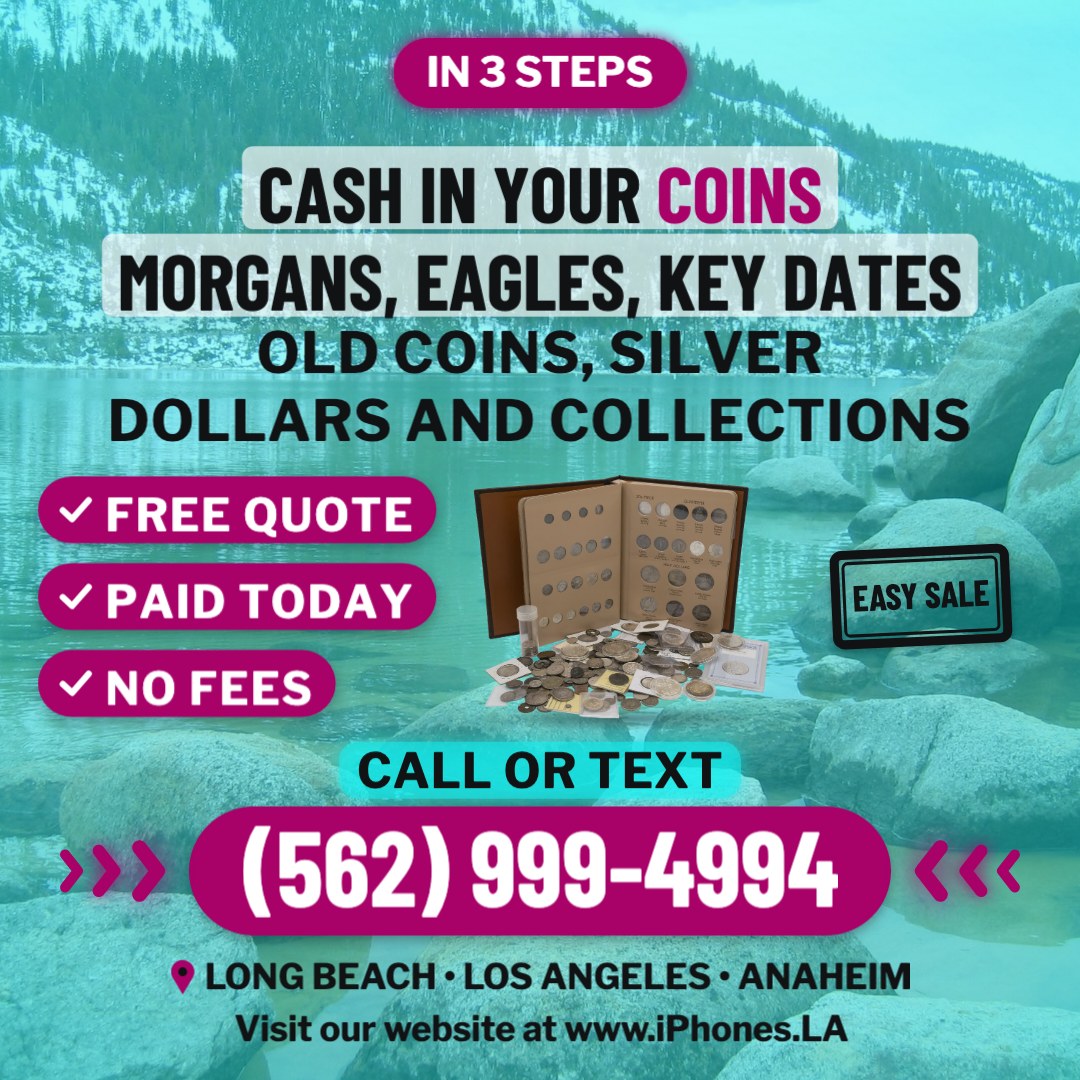 IN 3 STEPS
CASH IN YOUR COINS
MORGANS, EAGLES, KEY DATES
OLD COINS, SILVER
DOLLARS AND COLLECTIONS
✓ FREE QUOTE
✓ PAID TODAY
✓ NO FEES
EASY SALE
CALL OR TEXT
(562) 999-4994
LONG BEACH • LOS ANGELES • ANAHEIM
Visit our website at www.iPhones.LA